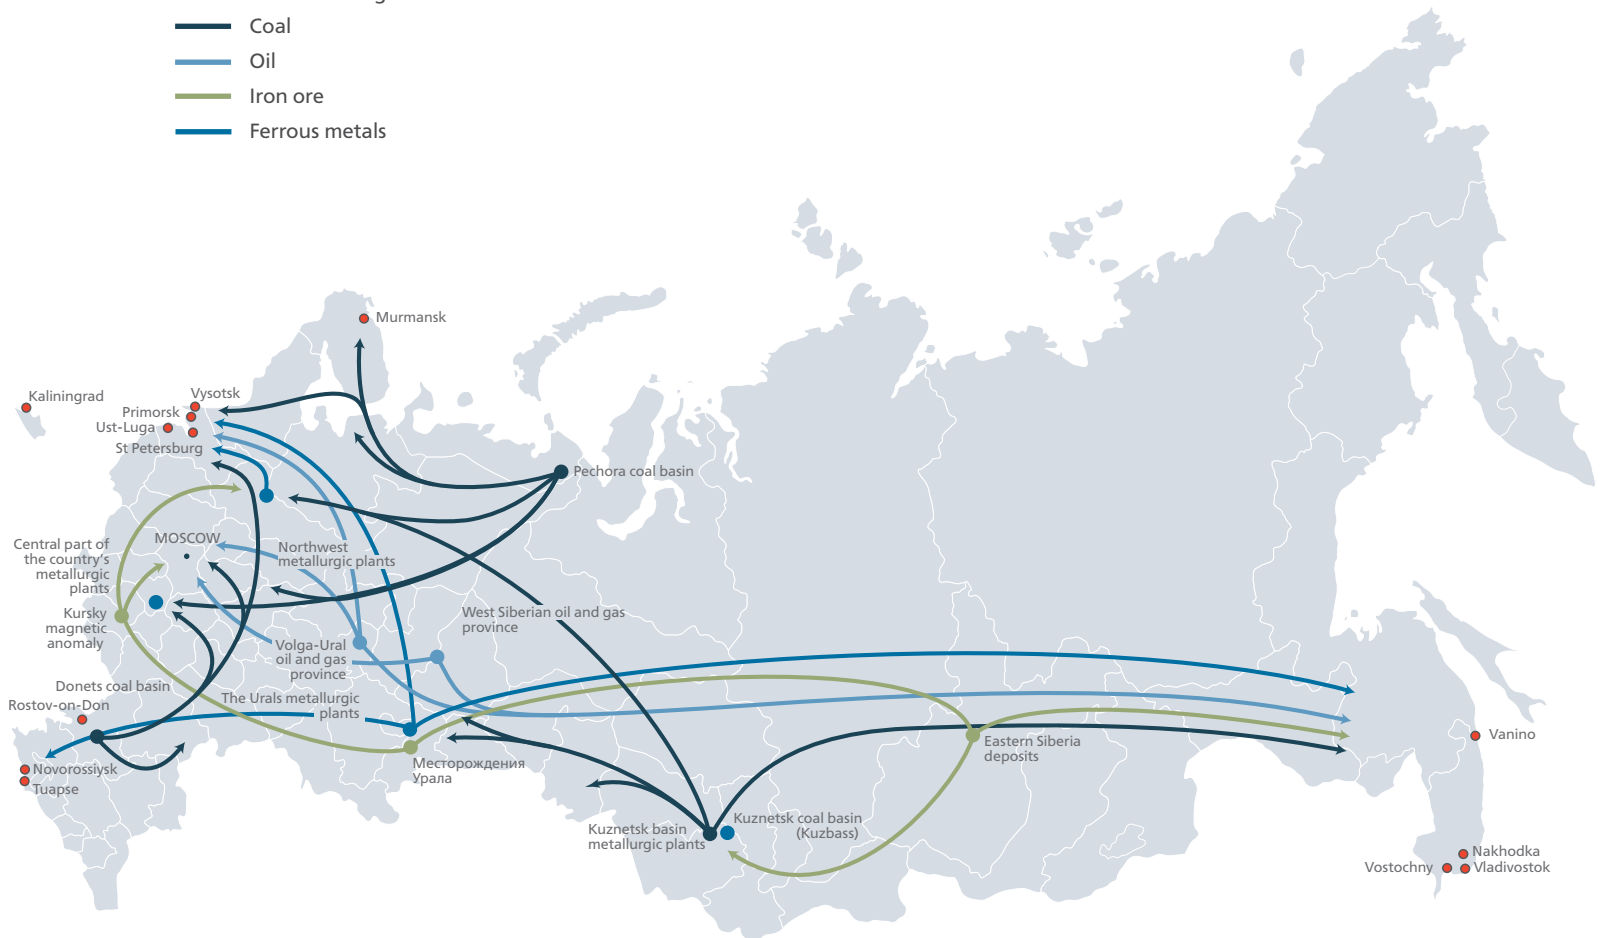 Coal
Oil
Iron ore
Ferrous metals
Murmansk
Kaliningrad
Vysotsk
Primorsk
Ust-Luga
St Petersburg
Pechora coal basin
MOSCOW
Central part of
the country's
metallurgic
plants
Northwest
metallurgic plants
Kursky
magnetic
anomaly
West Siberian oil and gas
province
Volga-Ural
oil and gas
province
Donets coal basin
The Urals metallurgic
plants
Rostov-on-Don
Novorossiysk
Tuapse
Месторождения
Урала
Eastern Siberia
deposits
Vanino
Kuznetsk coal basin
(Kuzbass)
Kuznetsk basin
metallurgic plants
Nakhodka
Vostochny
Vladivostok